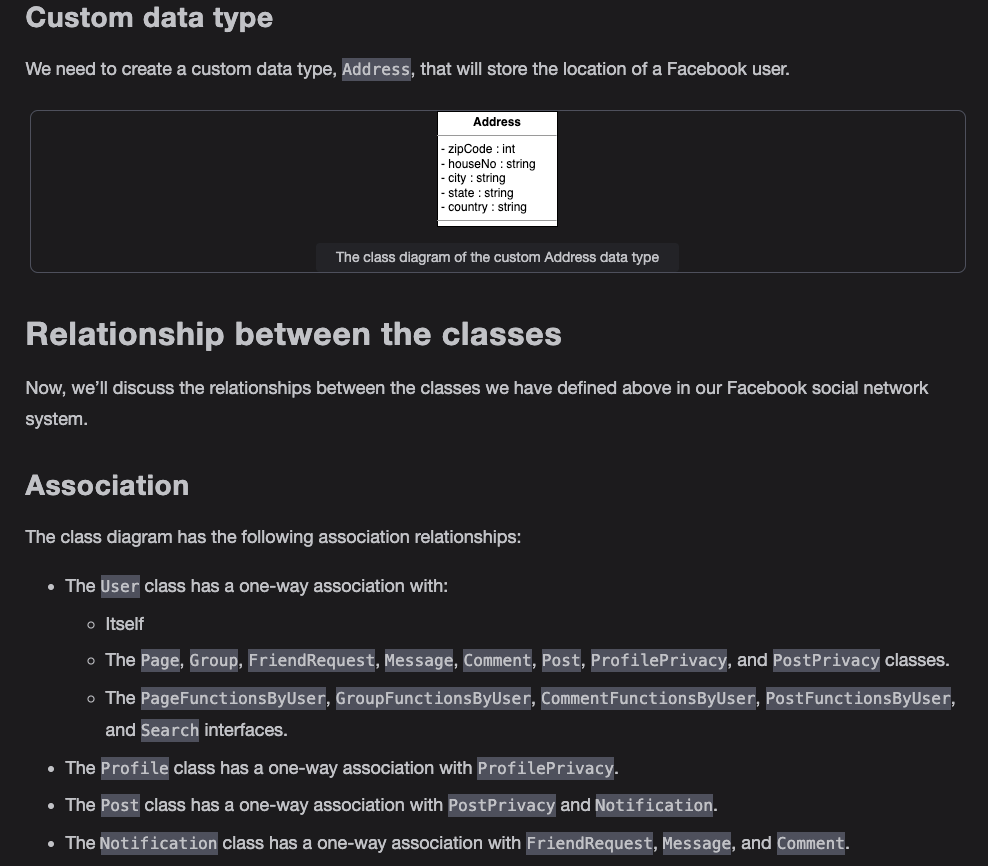 Custom data type
We need to create a custom data type, Address, that will store the location of a Facebook user.
Address
- zipCode : int
- houseNo : string
- city : string
- state : string
- country : string
The class diagram of the custom Address data type
Relationship between the classes
Now, we’ll discuss the relationships between the classes we have defined above in our Facebook social network
system.
Association
The class diagram has the following association relationships:
• The User class has a one-way association with:
◦ Itself
◦ The Page, Group, FriendRequest, Message, Comment, Post, ProfilePrivacy, and PostPrivacy classes.
◦ The PageFunctionsByUser, GroupFunctionsByUser, CommentFunctionsByUser, PostFunctionsByUser,
and Search interfaces.
• The Profile class has a one-way association with ProfilePrivacy.
• The Post class has a one-way association with PostPrivacy and Notification.
• The Notification class has a one-way association with FriendRequest, Message, and Comment.